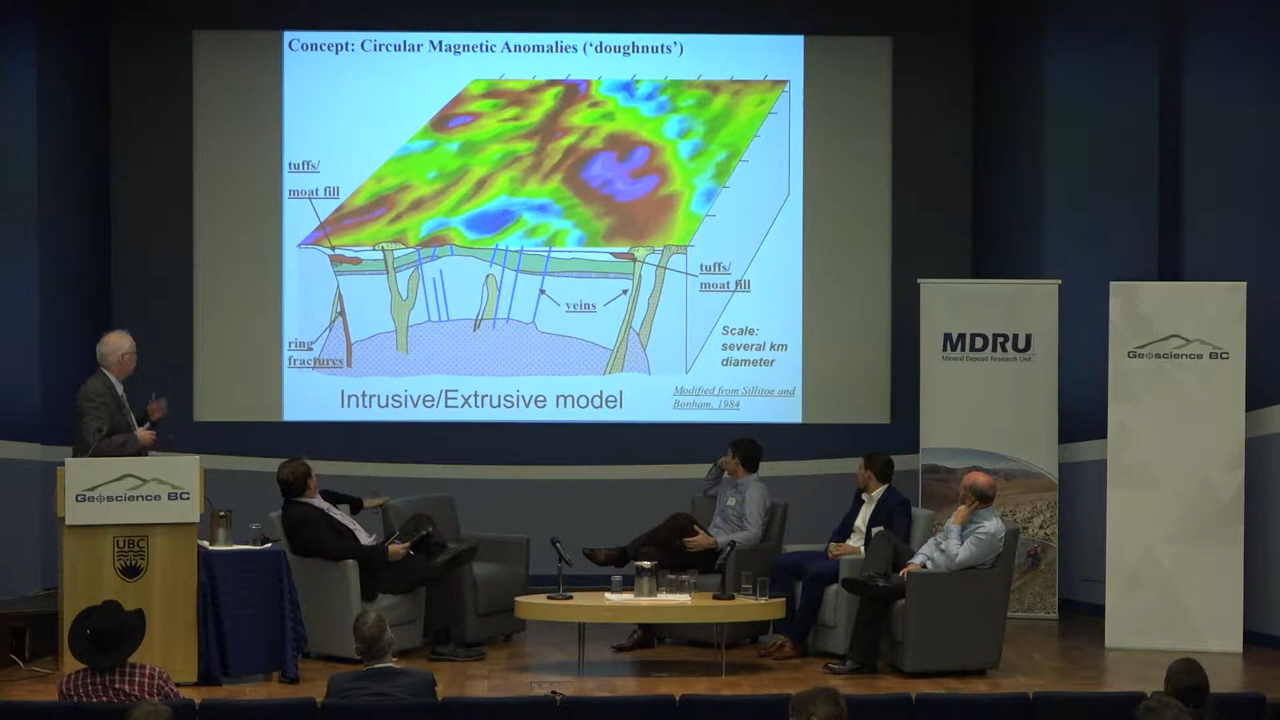 Concept: Circular Magnetic Anomalies (‘doughnuts’)
tuffs/
moat fill
tuffs/
moat fill
veins
ring
fractures
Scale:
several km
diameter
Intrusive/Extrusive model
Modified from Sillitoe and
Bonham, 1984
MDRU
Mineral Deposit Research Unit
Geoscience BC
Geoscience BC
UBC